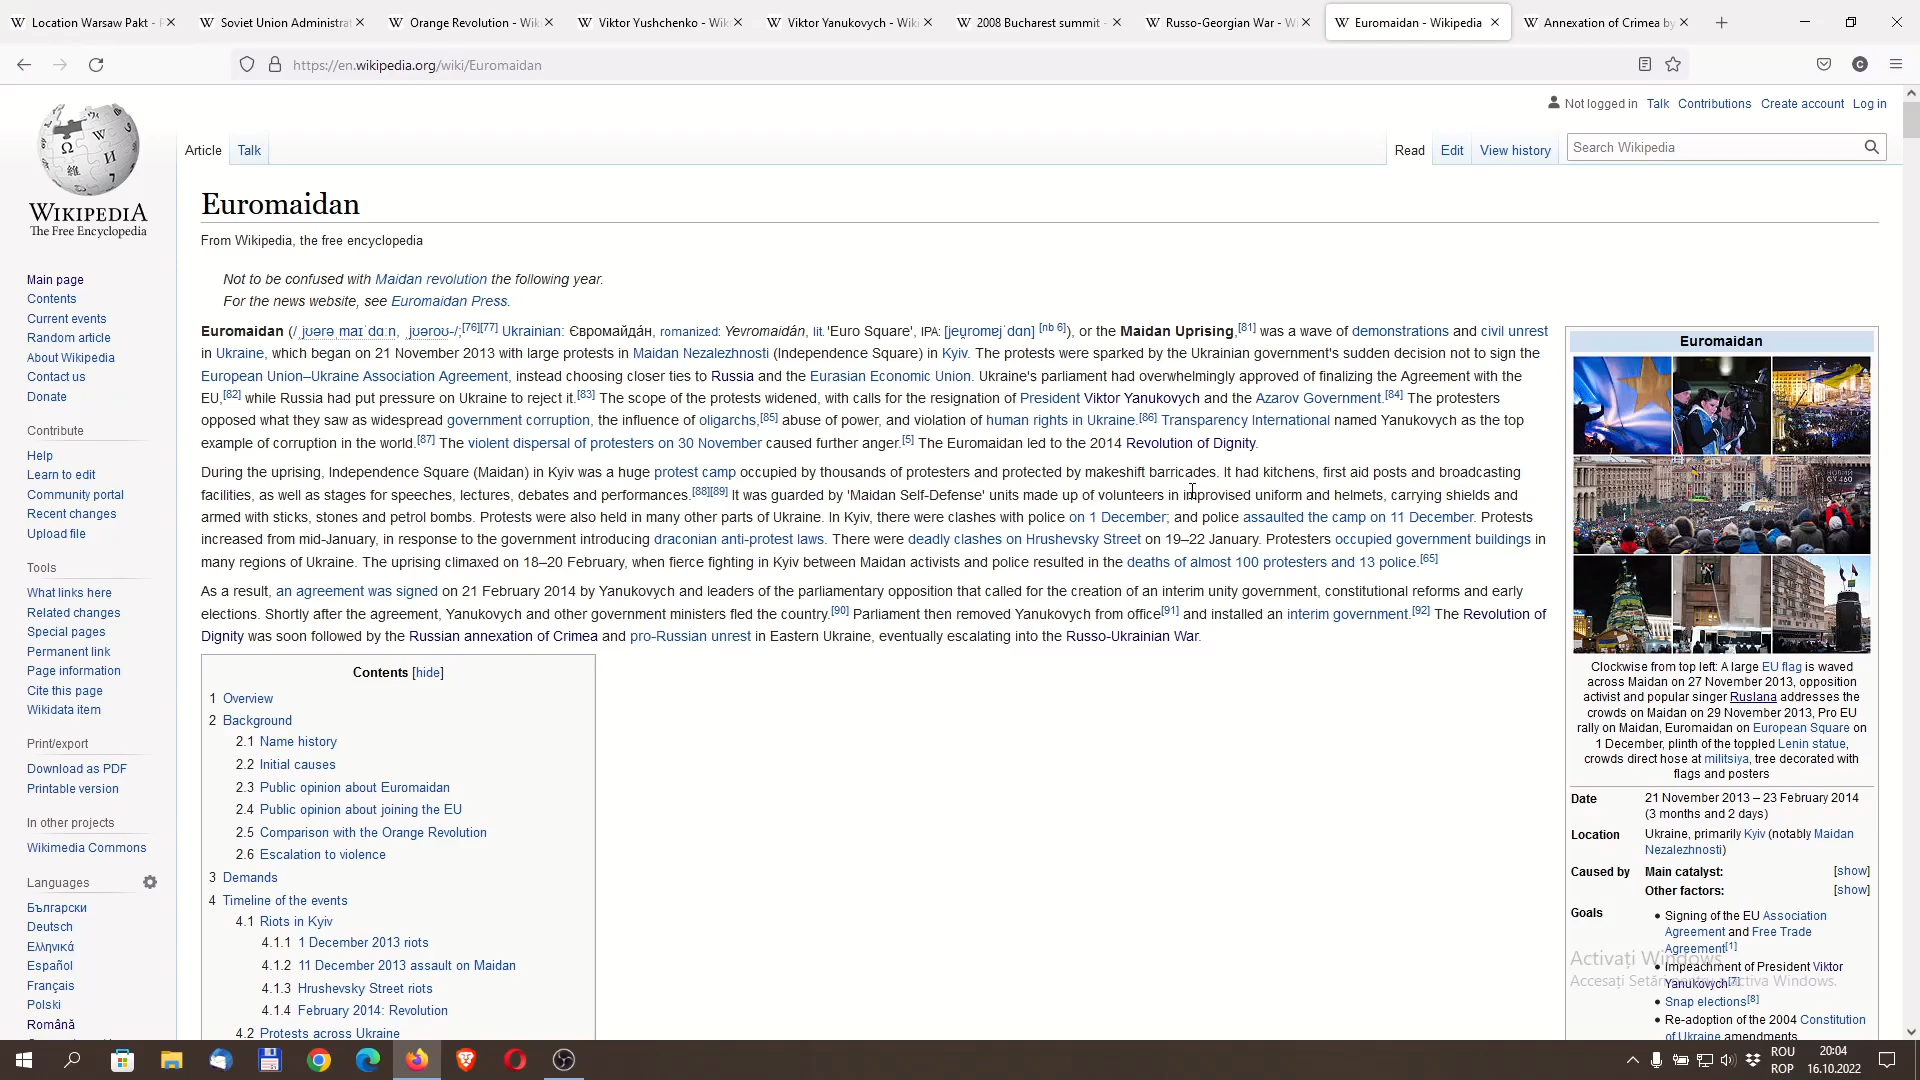 Location Warsaw Pakt - P
Soviet Union Administrat
Orange Revolution - Wik
Viktor Yushchenko - Wik
Viktor Yanukovych - Wiki
2008 Bucharest summit -
Russo-Georgian War - Wi
Euromaidan - Wikipedia
Annexation of Crimea by
https://en.wikipedia.org/wiki/Euromaidan
Not logged in Talk Contributions Create account Log in
Article Talk
Read Edit View history
Search Wikipedia
WIKIPEDIA
The Free Encyclopedia
Main page
Contents
Current events
Random article
About Wikipedia
Contact us
Donate
Contribute
Help
Learn to edit
Community portal
Recent changes
Upload file
Tools
What links here
Related changes
Special pages
Permanent link
Page information
Cite this page
Wikidata item
Print/export
Download as PDF
Printable version
In other projects
Wikimedia Commons
Languages
Български
Deutsch
Ελληνικά
Español
Français
Polski
Română
Euromaidan
From Wikipedia, the free encyclopedia
Not to be confused with Maidan revolution the following year.
For the news website, see Euromaidan Press.
Euromaidan (/ˌjʊərəˌmaɪˈdɑːn, ˌjʊəroʊ-/;[76][77] Ukrainian: Євромайда́н, romanized: Yevromaidán, lit. 'Euro Square', IPA: [jeu̯romɐjˈdɑn] [nb 6]), or the Maidan Uprising,[81] was a wave of demonstrations and civil unrest
in Ukraine, which began on 21 November 2013 with large protests in Maidan Nezalezhnosti (Independence Square) in Kyiv. The protests were sparked by the Ukrainian government's sudden decision not to sign the
European Union–Ukraine Association Agreement, instead choosing closer ties to Russia and the Eurasian Economic Union. Ukraine's parliament had overwhelmingly approved of finalizing the Agreement with the
EU,[82] while Russia had put pressure on Ukraine to reject it.[83] The scope of the protests widened, with calls for the resignation of President Viktor Yanukovych and the Azarov Government.[84] The protesters
opposed what they saw as widespread government corruption, the influence of oligarchs,[85] abuse of power, and violation of human rights in Ukraine.[86] Transparency International named Yanukovych as the top
example of corruption in the world.[87] The violent dispersal of protesters on 30 November caused further anger.[5] The Euromaidan led to the 2014 Revolution of Dignity.
During the uprising, Independence Square (Maidan) in Kyiv was a huge protest camp occupied by thousands of protesters and protected by makeshift barricades. It had kitchens, first aid posts and broadcasting
facilities, as well as stages for speeches, lectures, debates and performances.[88][89] It was guarded by 'Maidan Self-Defense' units made up of volunteers in improvised uniform and helmets, carrying shields and
armed with sticks, stones and petrol bombs. Protests were also held in many other parts of Ukraine. In Kyiv, there were clashes with police on 1 December; and police assaulted the camp on 11 December. Protests
increased from mid-January, in response to the government introducing draconian anti-protest laws. There were deadly clashes on Hrushevsky Street on 19–22 January. Protesters occupied government buildings in
many regions of Ukraine. The uprising climaxed on 18–20 February, when fierce fighting in Kyiv between Maidan activists and police resulted in the deaths of almost 100 protesters and 13 police.[65]
As a result, an agreement was signed on 21 February 2014 by Yanukovych and leaders of the parliamentary opposition that called for the creation of an interim unity government, constitutional reforms and early
elections. Shortly after the agreement, Yanukovych and other government ministers fled the country.[90] Parliament then removed Yanukovych from office[91] and installed an interim government.[92] The Revolution of
Dignity was soon followed by the Russian annexation of Crimea and pro-Russian unrest in Eastern Ukraine, eventually escalating into the Russo-Ukrainian War.
Contents [hide]
1 Overview
2 Background
2.1 Name history
2.2 Initial causes
2.3 Public opinion about Euromaidan
2.4 Public opinion about joining the EU
2.5 Comparison with the Orange Revolution
2.6 Escalation to violence
3 Demands
4 Timeline of the events
4.1 Riots in Kyiv
4.1.1 1 December 2013 riots
4.1.2 11 December 2013 assault on Maidan
4.1.3 Hrushevsky Street riots
4.1.4 February 2014: Revolution
4.2 Protests across Ukraine
Euromaidan
Clockwise from top left: A large EU flag is waved
across Maidan on 27 November 2013, opposition
activist and popular singer Ruslana addresses the
crowds on Maidan on 29 November 2013, Pro EU
rally on Maidan, Euromaidan on European Square on
1 December, plinth of the toppled Lenin statue,
crowds direct hose at militsiya, tree decorated with
flags and posters
Date 21 November 2013 – 23 February 2014
(3 months and 2 days)
Location Ukraine, primarily Kyiv (notably Maidan
Nezalezhnosti)
Caused by Main catalyst: [show]
Other factors: [show]
Goals • Signing of the EU Association
Agreement and Free Trade
Agreement[1]
• Impeachment of President Viktor
Yanukovych[7]
• Snap elections[8]
• Re-adoption of the 2004 Constitution
of Ukraine amendments
Activați Windows
Accesați Setări pentru a activa Windows.
ROU
ROP
20:04
16.10.2022